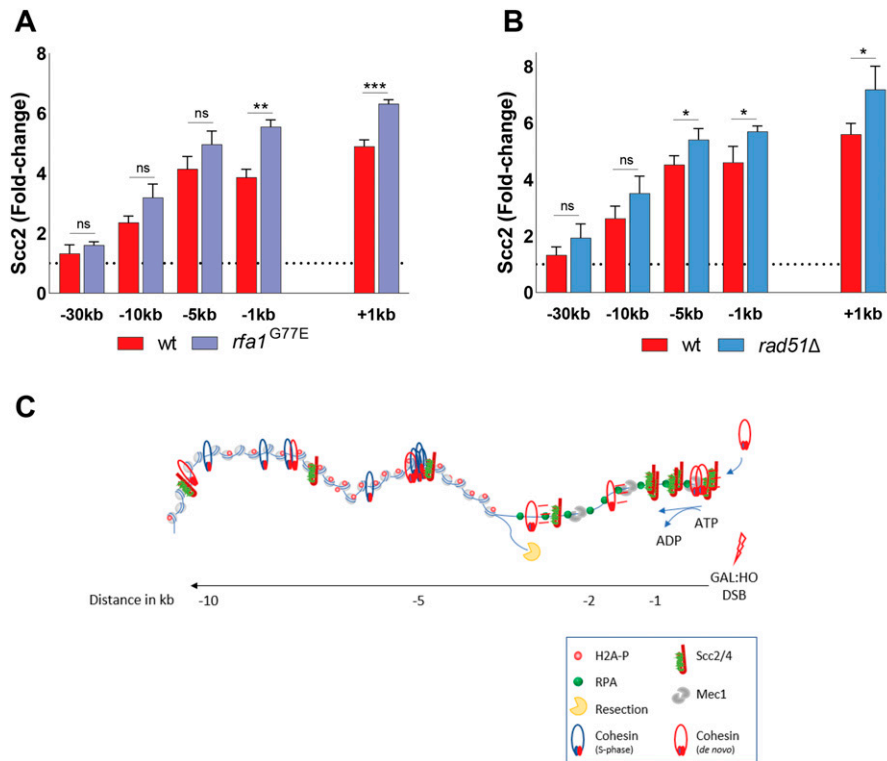 A
Scc2 (Fold-change)
8
6
4
2
0
ns
ns
ns
**
***
-30kb
-10kb
-5kb
-1kb
+1kb
wt
rfa1 G77E
B
Scc2 (Fold-change)
8
6
4
2
0
ns
ns
*
*
*
-30kb
-10kb
-5kb
-1kb
+1kb
wt
rad51Δ
C
ATP
ADP
GAL:HO
DSB
Distance in kb
-10
-5
-2
-1
H2A-P
Scc2/4
RPA
Mec1
Resection
Cohesin
(S-phase)
Cohesin
(de novo)